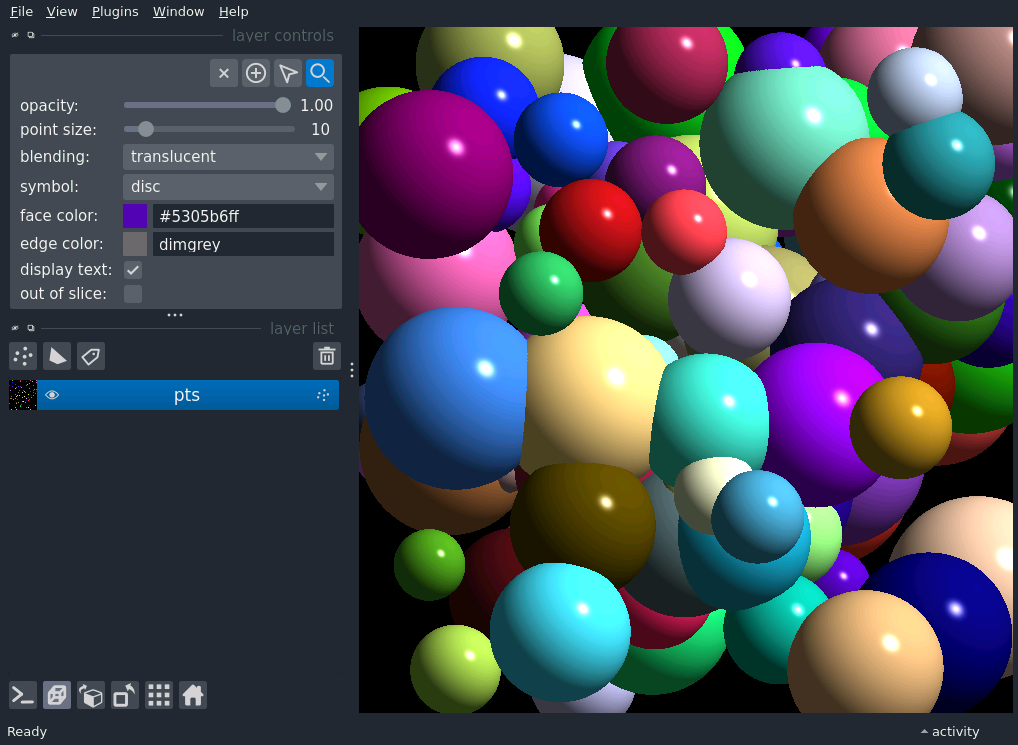 File View Plugins Window Help
layer controls
opacity: 1.00
point size: 10
blending: translucent
symbol: disc
face color: #5305b6ff
edge color: dimgrey
display text:
out of slice:
layer list
pts
Ready activity